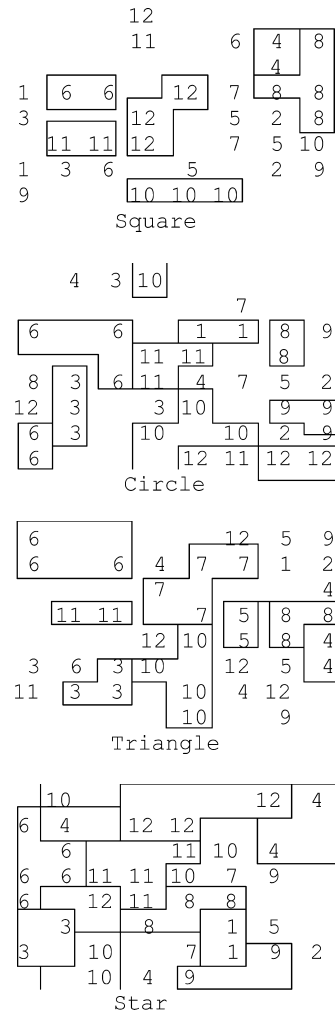 12
11 6 4 8
4
1 6 6 12 7 8 8
3 12 5 2 8
11 11 12 7 5 10
1 3 6 5 2 9
9 10 10 10
Square
4 3 10
7
6 6 1 1 8 9
11 11 8
8 3 6 11 4 7 5 2
12 3 3 10 9 9
6 3 10 10 2 9
6 12 11 12 12
Circle
6 12 5 9
6 6 4 7 7 1 2
7 4
11 11 7 5 8 8
12 10 5 8 4
3 6 3 10 12 5 4
11 3 3 10 4 12
10 9
Triangle
10 12 4
6 4 12 12
6 11 10 4
6 6 11 11 10 7 9
6 12 11 8 8
3 8 1 5
3 10 7 1 9 2
10 4 9
Star